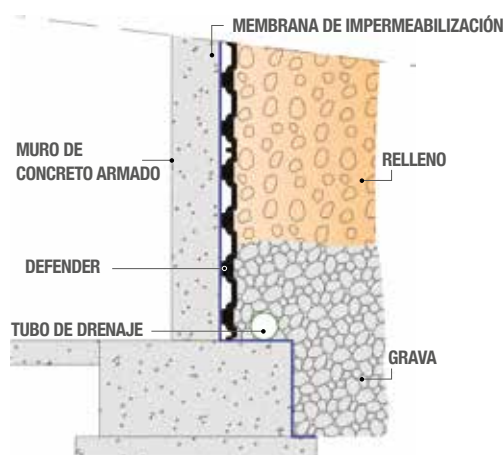 MEMBRANA DE IMPERMEABILIZACIÓN
MURO DE
CONCRETO ARMADO
RELLENO
DEFENDER
TUBO DE DRENAJE
GRAVA